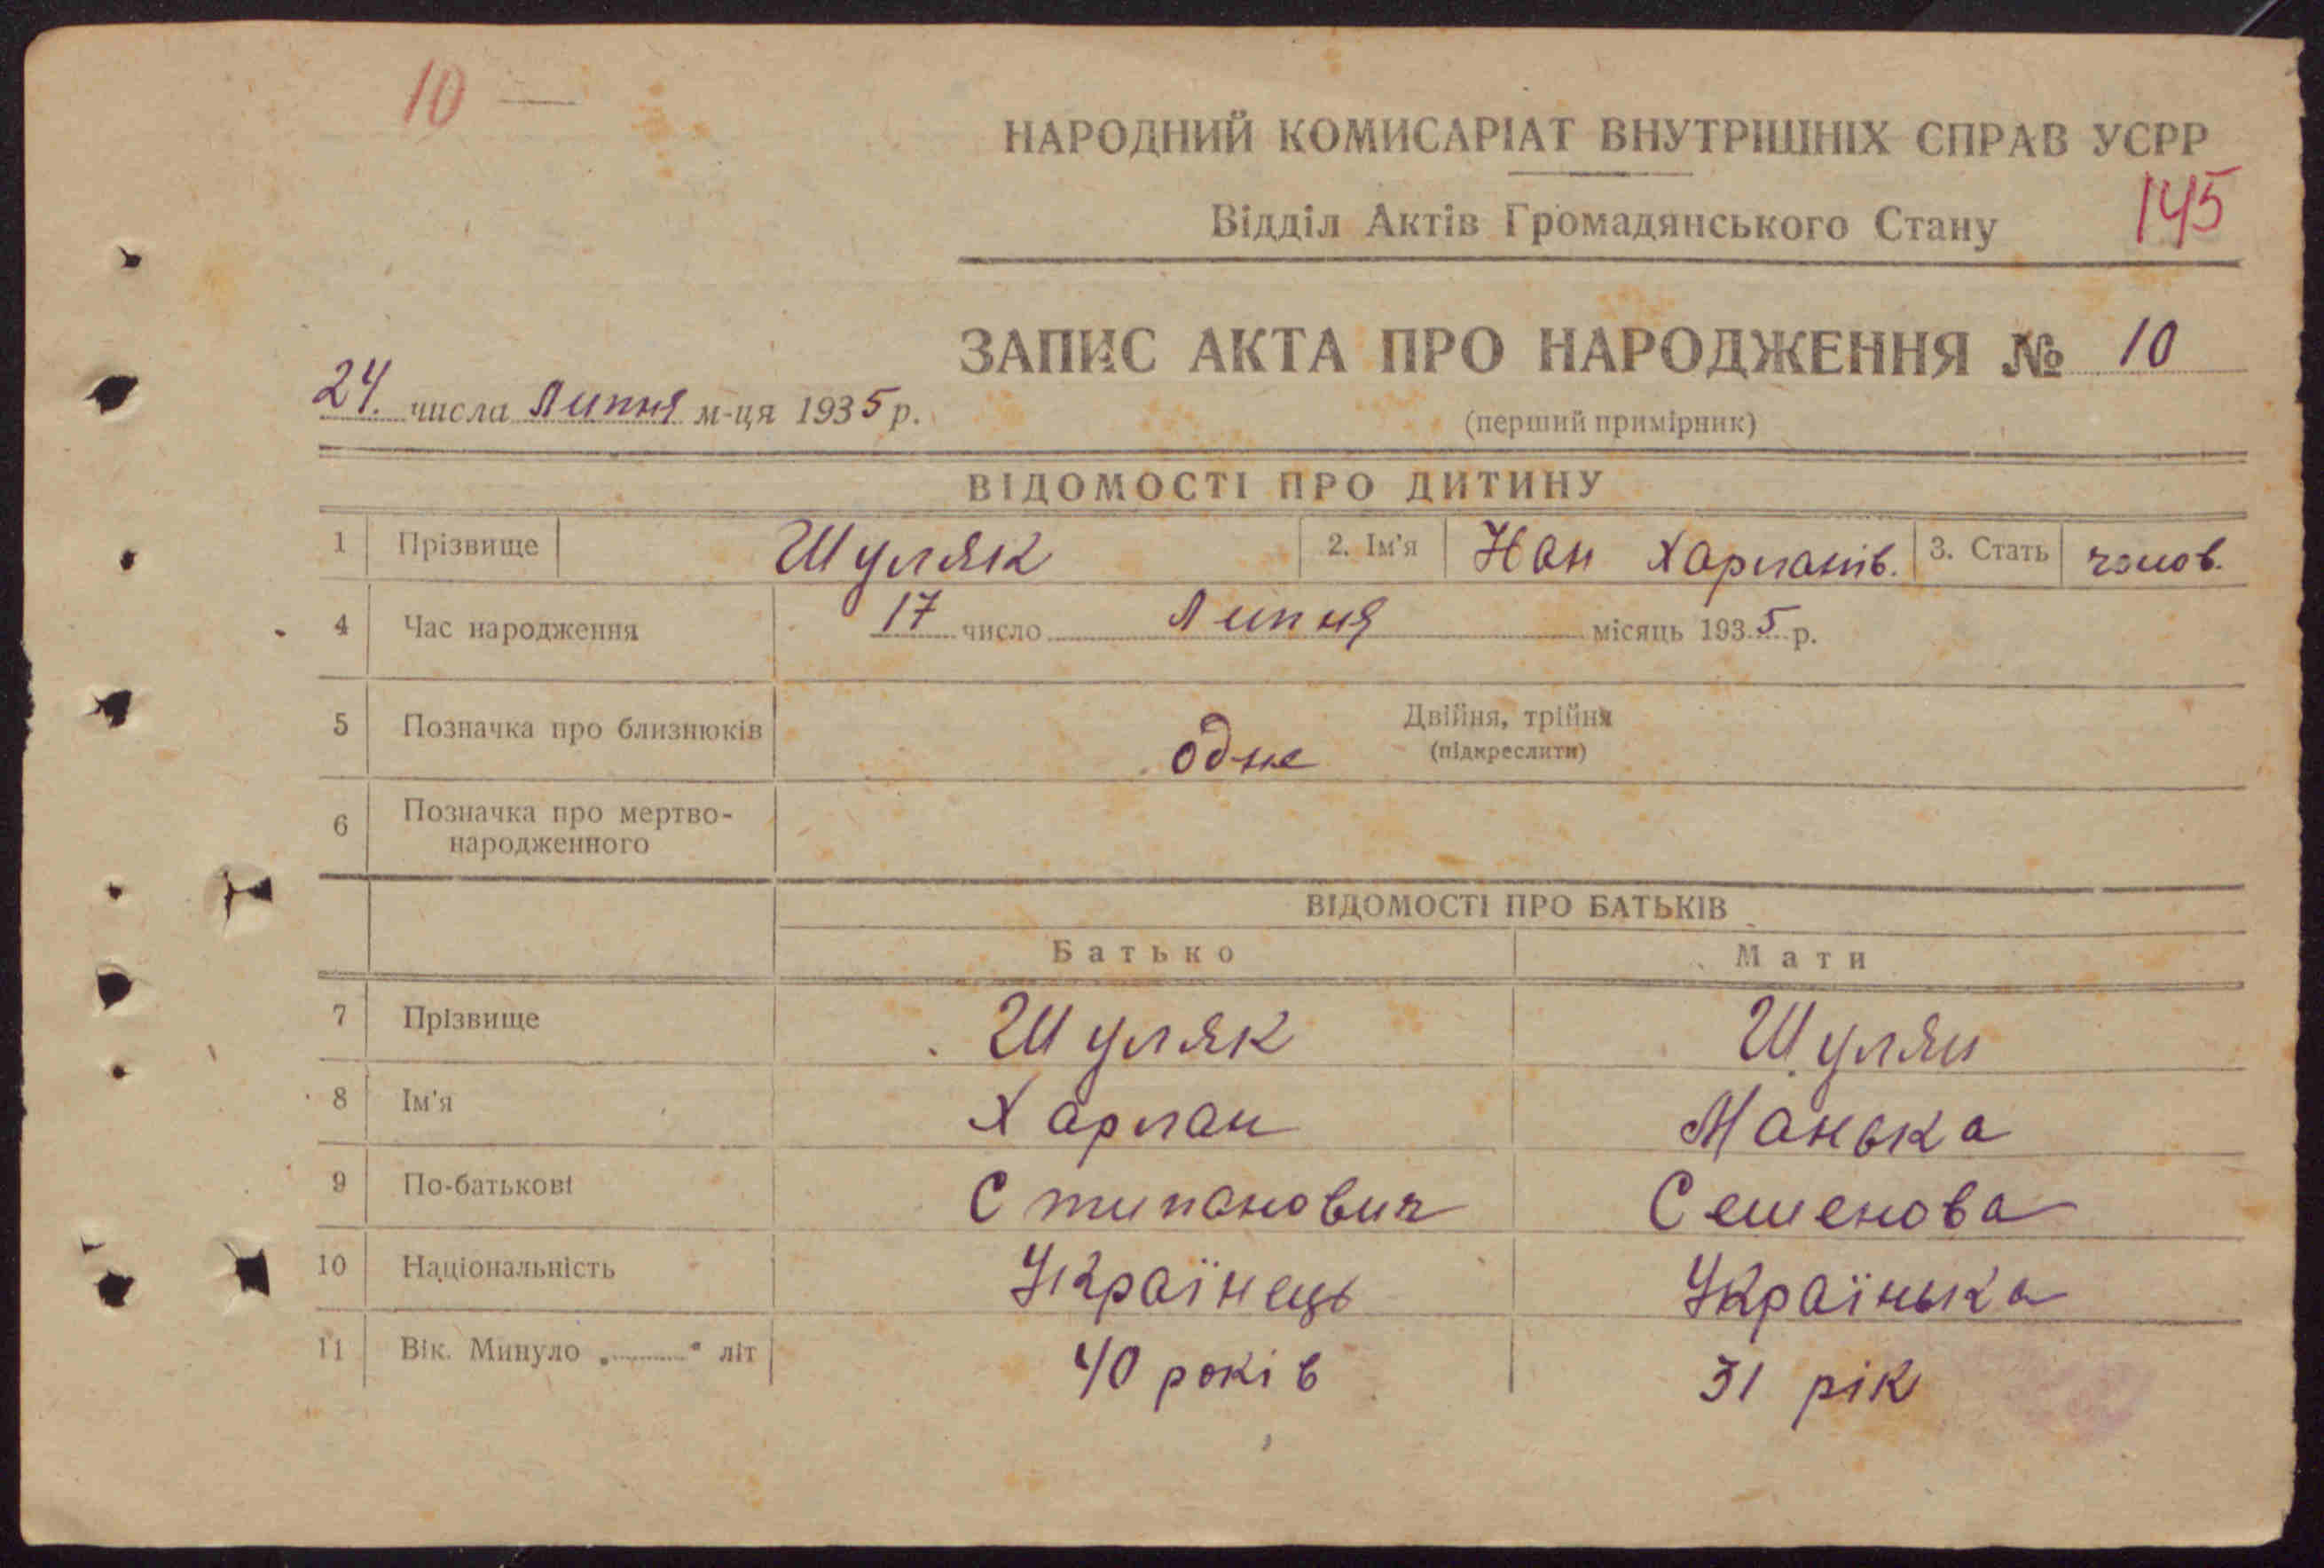 10 —
НАРОДНИЙ КОМИСАРІАТ ВНУТРІШНІХ СПРАВ УСРР
145
Відділ Актів Громадянського Стану
ЗАПИС АКТА ПРО НАРОДЖЕННЯ № 10
24. числа Липня м-ця 1935 р.
(перший примірник)
ВІДОМОСТІ ПРО ДИТИНУ
1 Прізвище Шуляк 2. Ім'я Харланів. 3. Стать чолов.
4 Час народження 17 число Липня місяць 1935 р.
5 Позначка про близнюків одне Двійня, трійня
(підкреслити)
6 Позначка про мертво-
народженного
ВІДОМОСТІ ПРО БАТЬКІВ
Батько Мати
7 Прізвище Шуляк Шуляк
8 Ім'я Харлан Манька
9 По-батькові Стипанович Семенова
10 Національність Українець Українька
11 Вік. Минуло „..........“ літ 40 років 31 рік